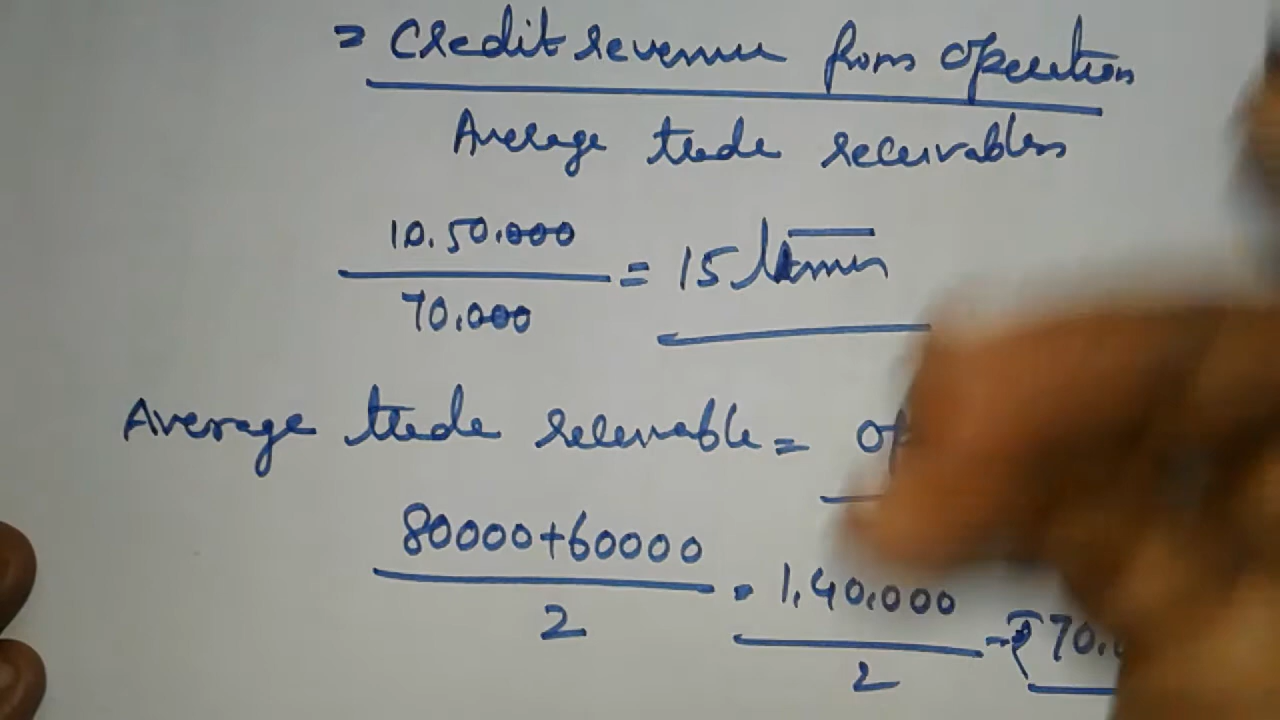 = Credit revenue from operation
Average trade receivables
10,50,000
70,000
= 15
Average trade receivable = op
80000+60000
2
= 1,40,000
2
= ₹ 70,